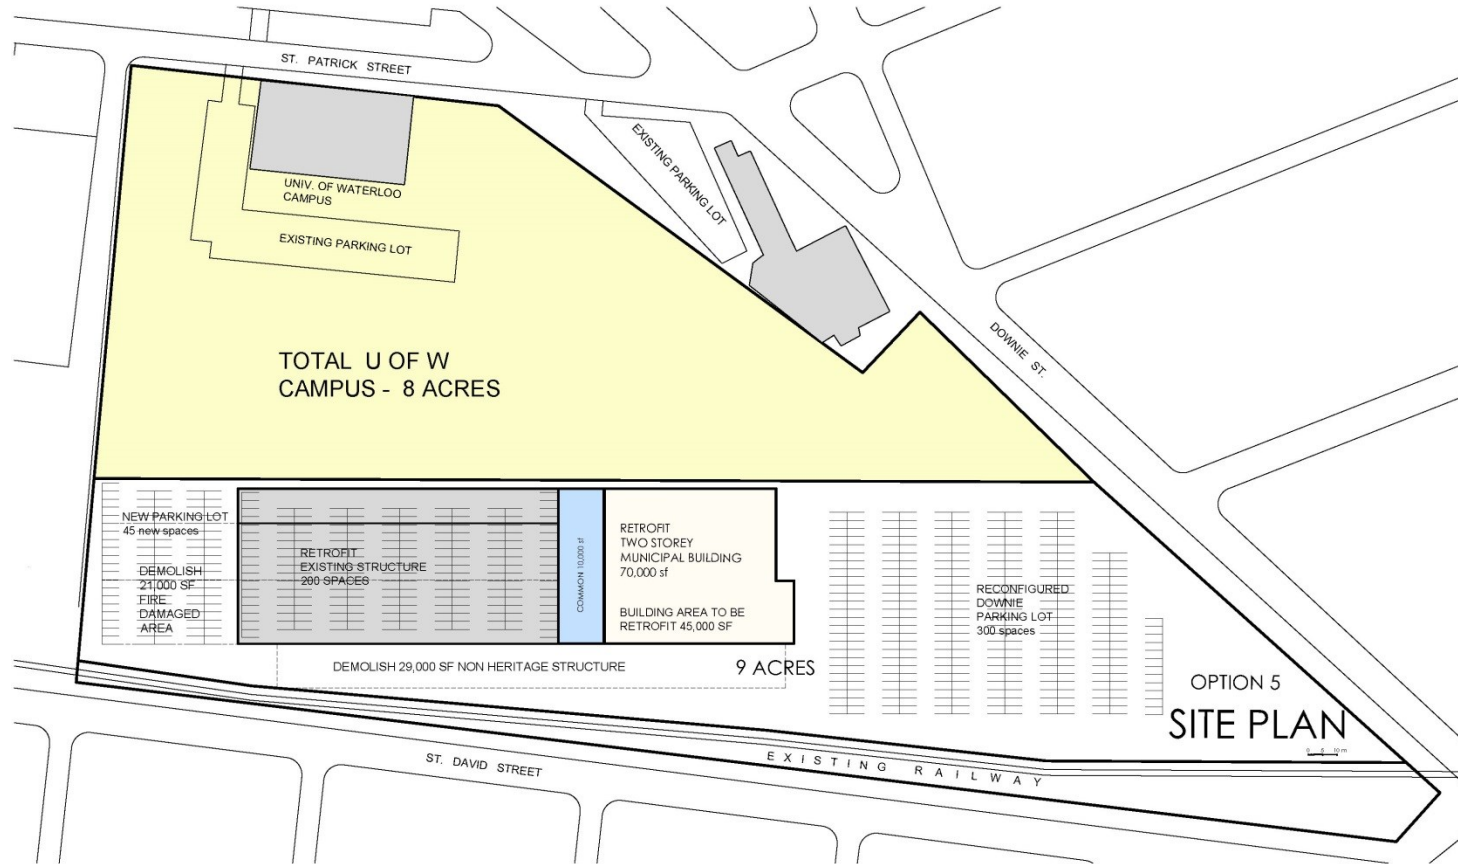 ST. PATRICK STREET
EXISTING PARKING LOT
UNIV. OF WATERLOO
CAMPUS
EXISTING PARKING LOT
DOWNIE ST.
TOTAL U OF W
CAMPUS - 8 ACRES
NEW PARKING LOT
45 new spaces
DEMOLISH
21,000 SF
FIRE
DAMAGED
AREA
RETROFIT
EXISTING STRUCTURE
200 SPACES
COMMON 10,000 sf
RETROFIT
TWO STOREY
MUNICIPAL BUILDING
70,000 sf
BUILDING AREA TO BE
RETROFIT 45,000 SF
RECONFIGURED
DOWNIE
PARKING LOT
300 spaces
DEMOLISH 29,000 SF NON HERITAGE STRUCTURE
9 ACRES
OPTION 5
SITE PLAN
0 5 10m
EXISTING RAILWAY
ST. DAVID STREET